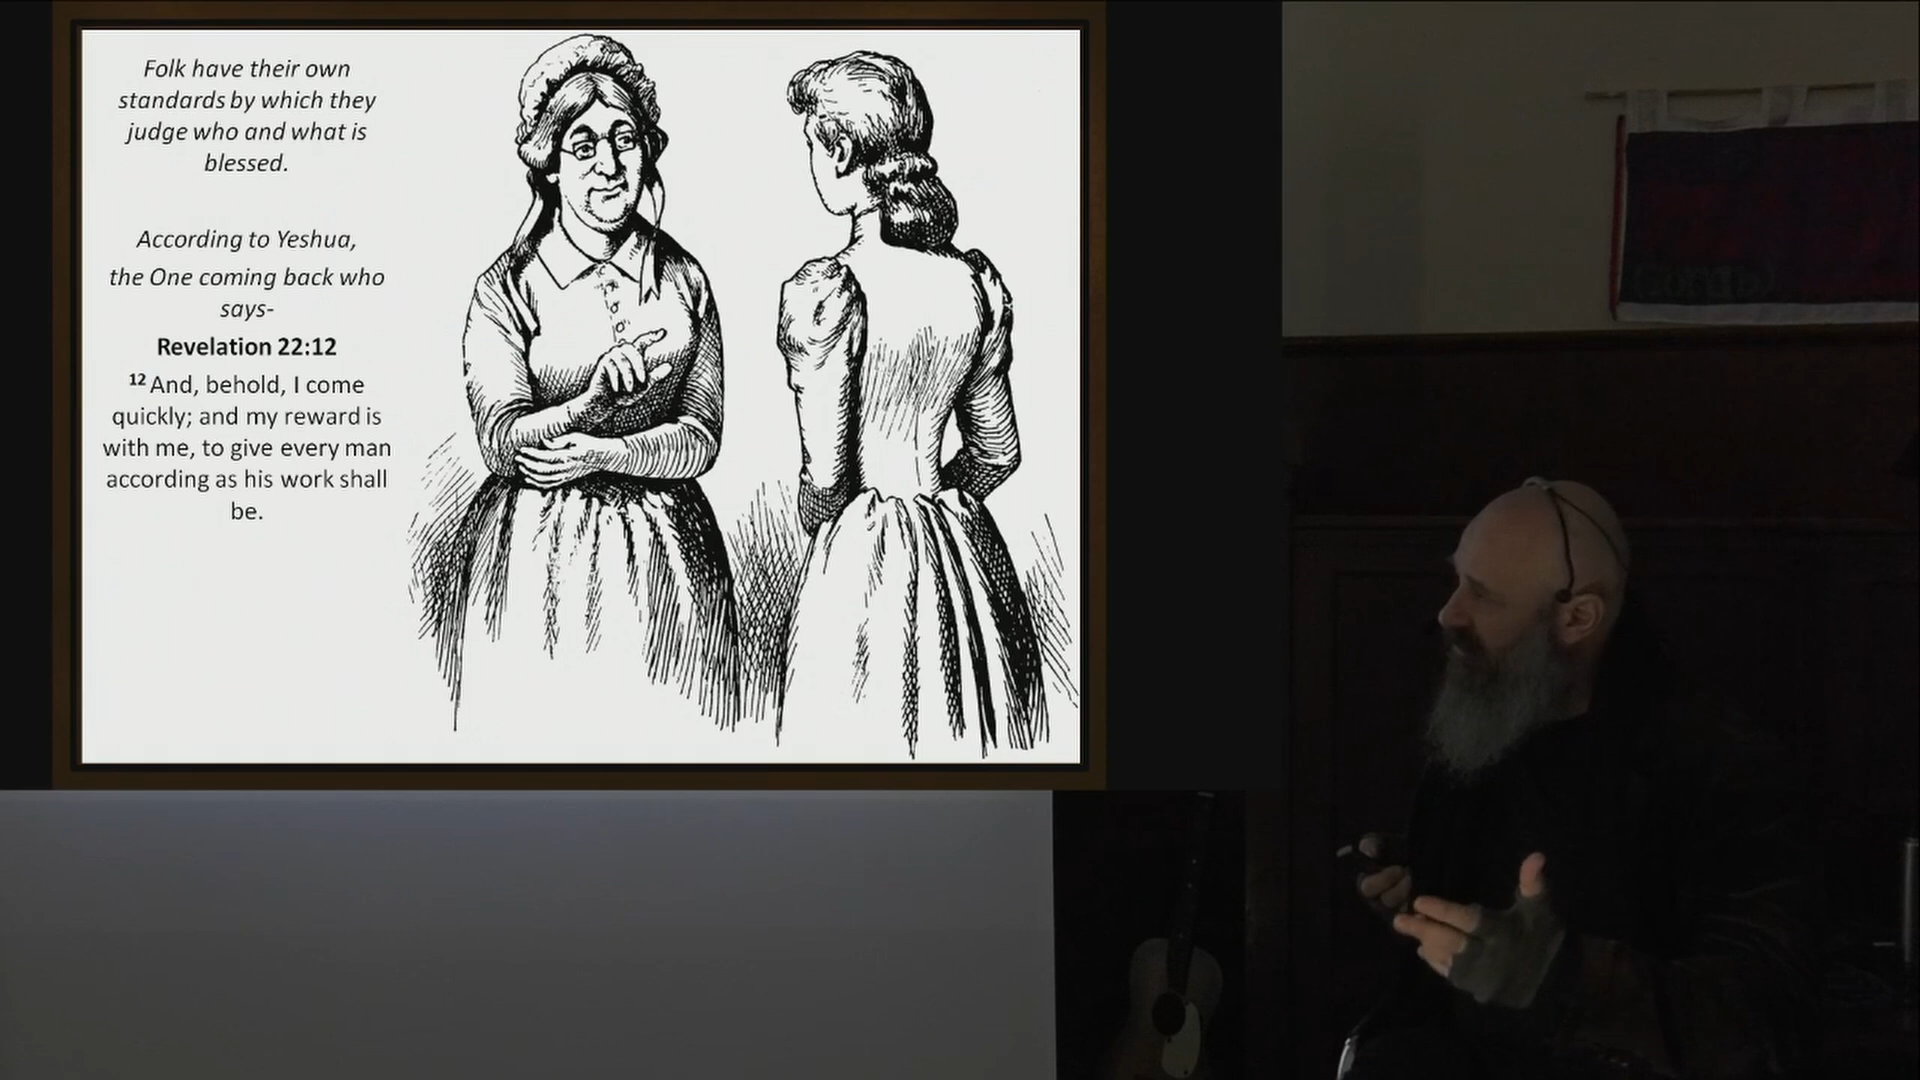 Folk have their own
standards by which they
judge who and what is
blessed.
According to Yeshua,
the One coming back who
says-
Revelation 22:12
12 And, behold, I come
quickly; and my reward is
with me, to give every man
according as his work shall
be.